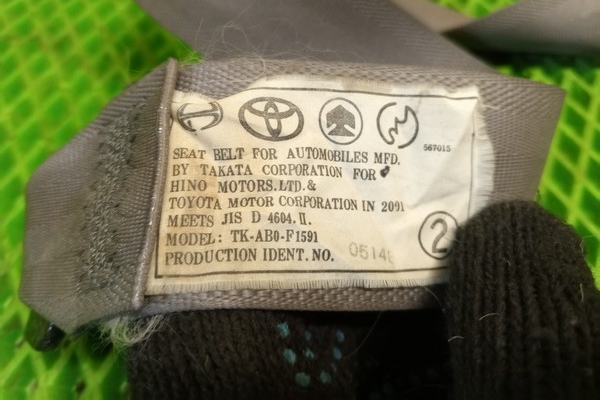 567015
SEAT BELT FOR AUTOMOBILES MFD.
BY TAKATA CORPORATION FOR
HINO MOTORS.LTD.&
TOYOTA MOTOR CORPORATION IN 2091
MEETS JIS D 4604.II.
MODEL: TK-AB0-F1591
PRODUCTION IDENT.NO.
2